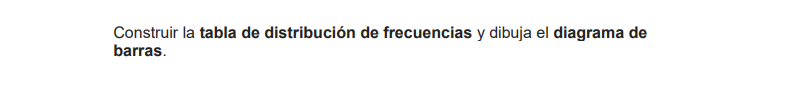 Construir la tabla de distribución de frecuencias y dibuja el diagrama de
barras.